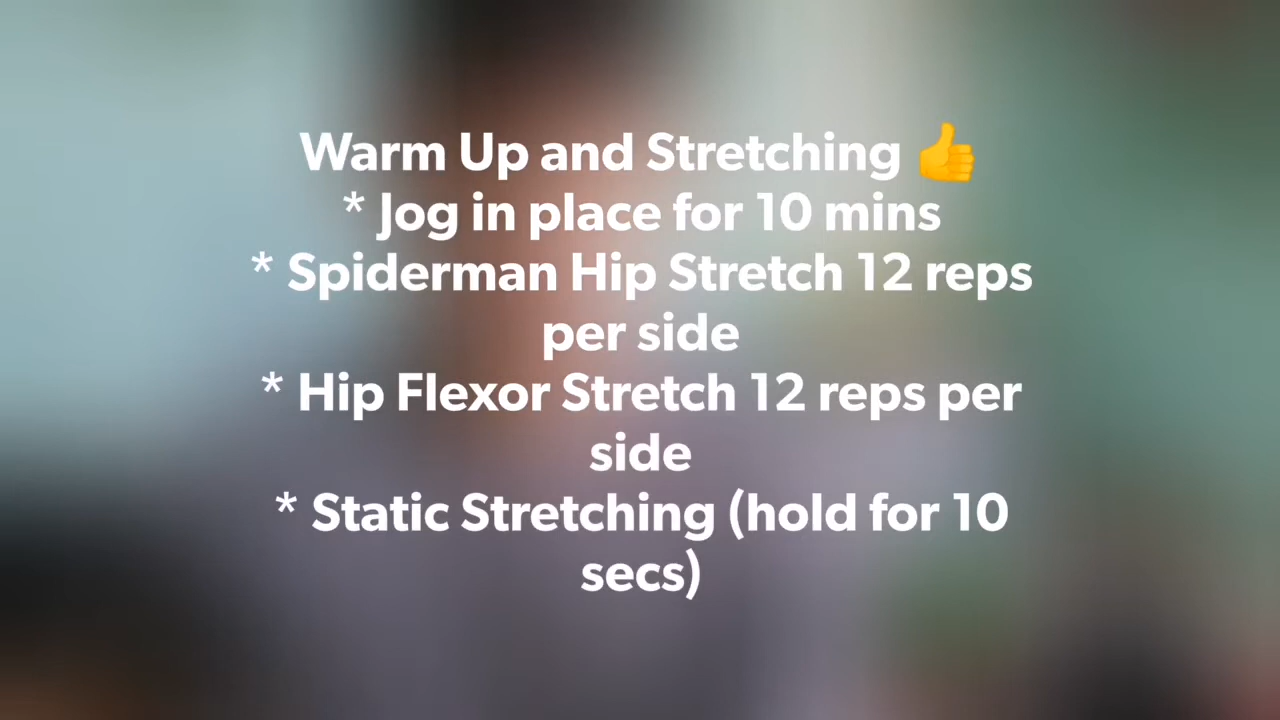 Warm Up and Stretching 👍
* Jog in place for 10 mins
* Spiderman Hip Stretch 12 reps
per side
* Hip Flexor Stretch 12 reps per
side
* Static Stretching (hold for 10
secs)